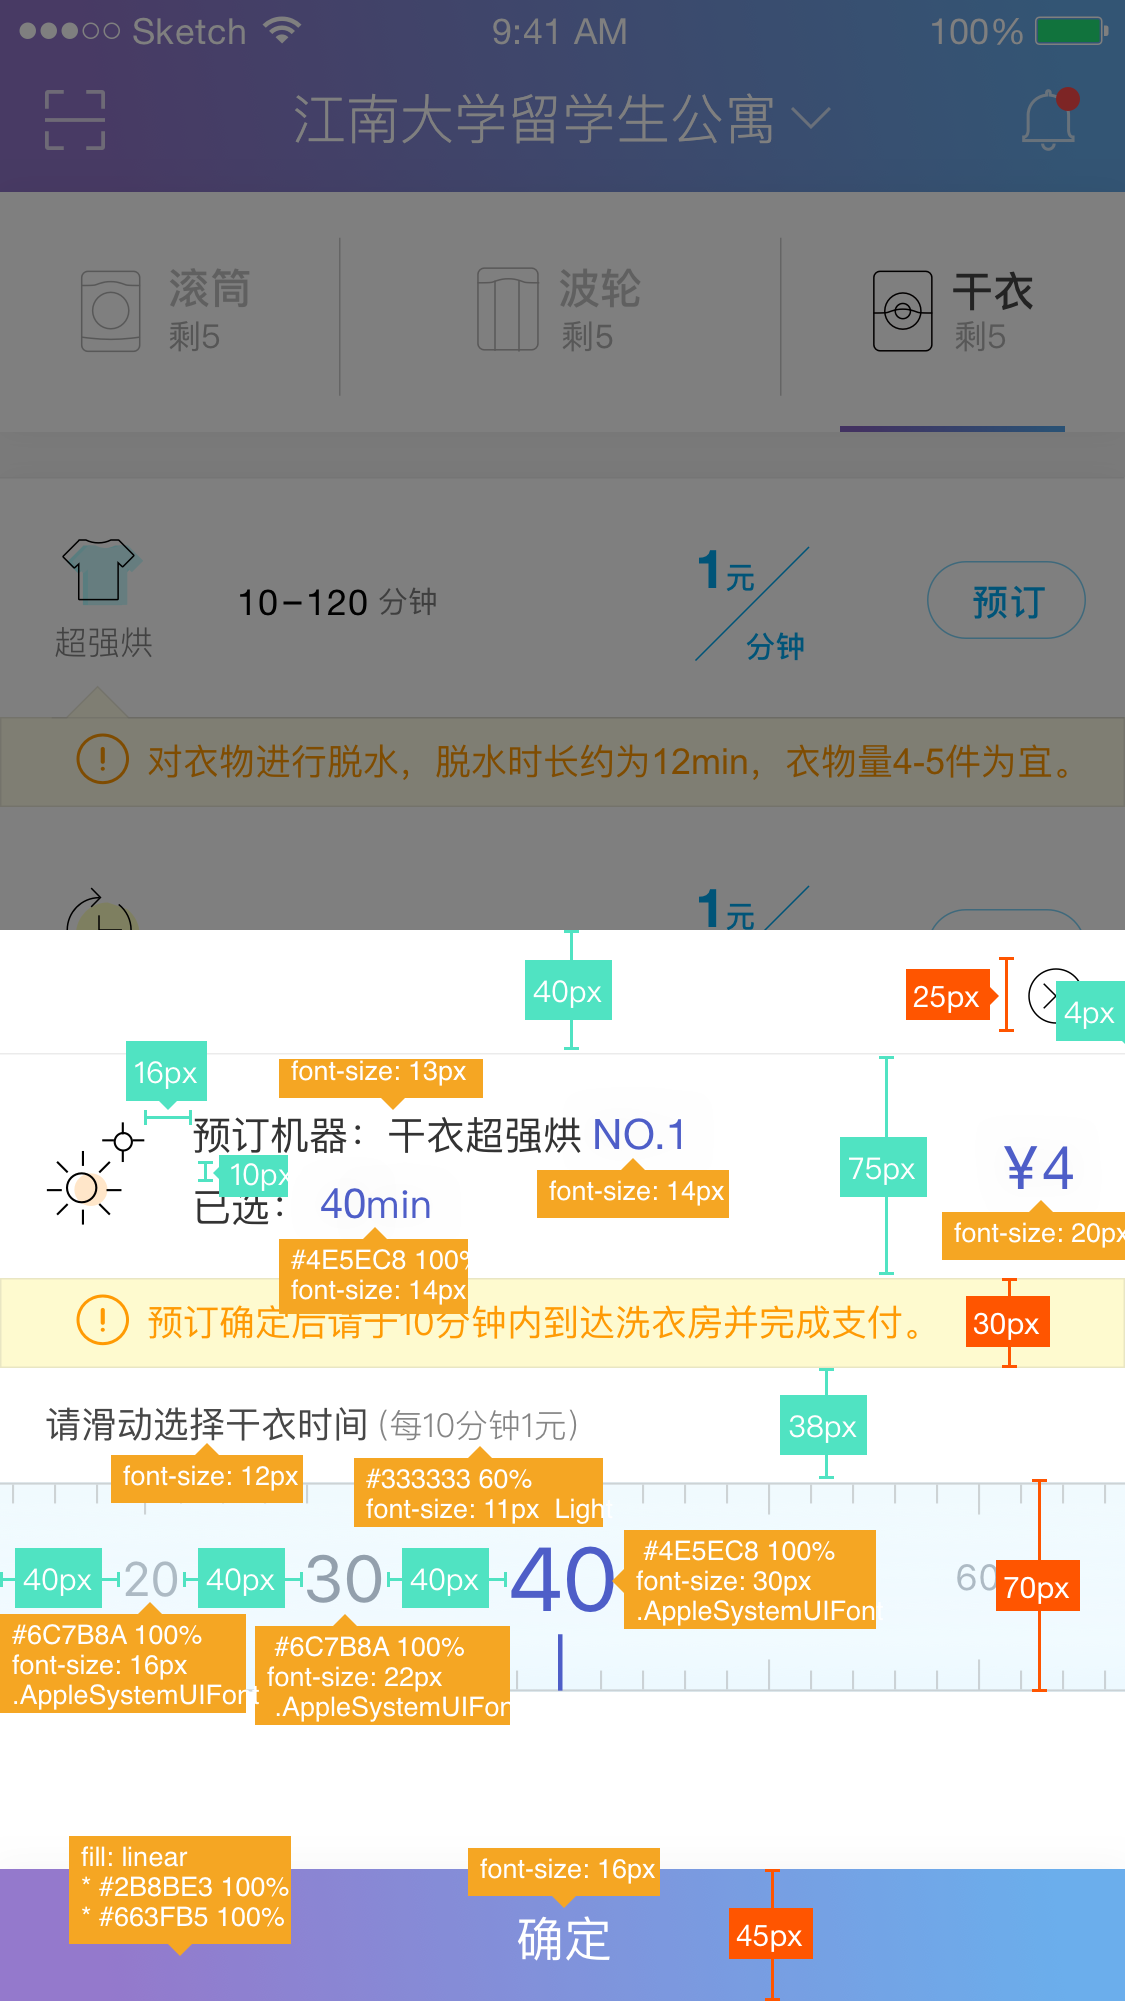 Sketch 9:41 AM 100%
江南大学留学生公寓
滚筒 波轮 干衣
剩5 剩5 剩5
1元
10-120 分钟 预订
超强烘 分钟
对衣物进行脱水，脱水时长约为12min，衣物量4-5件为宜。
1元
40px 25px 4px
16px font-size: 13px
预订机器：干衣超强烘 NO.1
10px 75px ¥4
font-size: 14px
已选： 40min
font-size: 20px
#4E5EC8 100%
font-size: 14px
预订确定后请于10分钟内到达洗衣房并完成支付。 30px
请滑动选择干衣时间 (每10分钟1元) 38px
font-size: 12px #333333 60%
font-size: 11px Light
40px 20 40px 30 40px 40 60 70px
#4E5EC8 100%
font-size: 30px
.AppleSystemUIFont
#6C7B8A 100%
font-size: 16px
.AppleSystemUIFont
#6C7B8A 100%
font-size: 22px
.AppleSystemUIFon
fill: linear
* #2B8BE3 100%
* #663FB5 100%
font-size: 16px
确定 45px